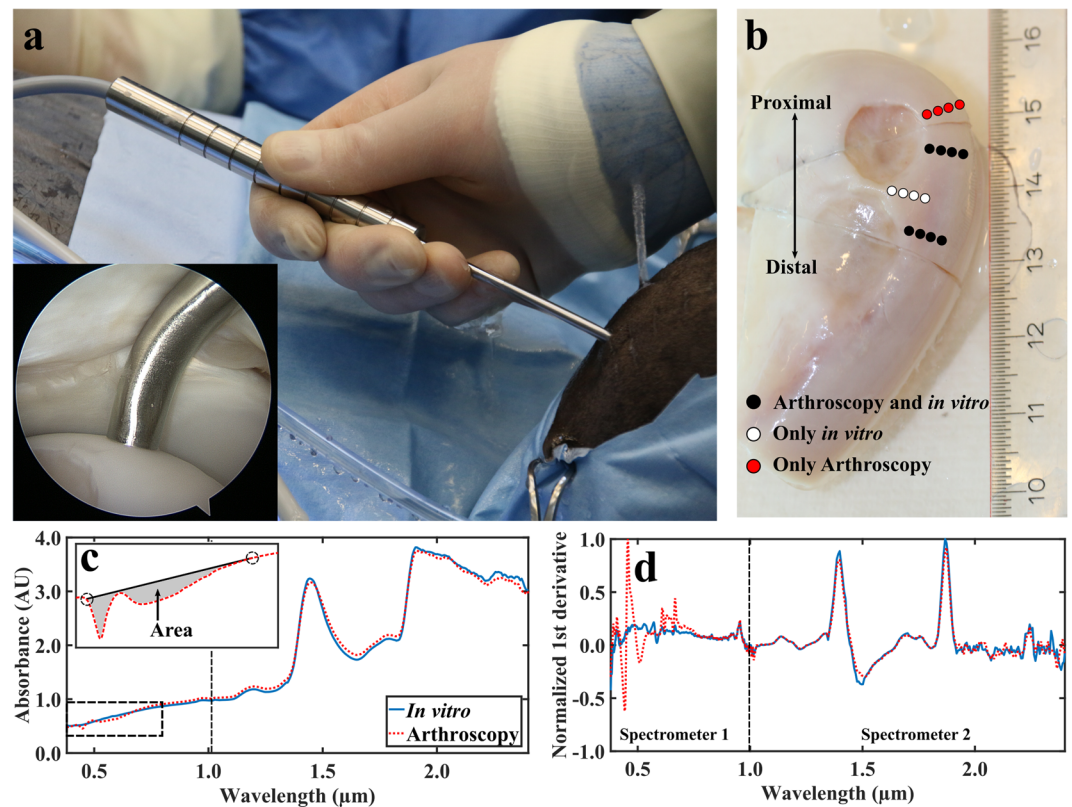 a
b
Proximal
Distal
16
15
14
13
12
11
10
Arthroscopy and in vitro
Only in vitro
Only Arthroscopy
c
Area
Absorbance (AU)
4.0
3.0
2.0
1.0
0.0
In vitro
Arthroscopy
0.5
1.0
1.5
2.0
Wavelength (µm)
d
Normalized 1st derivative
1.0
0.5
0.0
-0.5
-1.0
Spectrometer 1
Spectrometer 2
0.5
1.0
1.5
2.0
Wavelength (µm)